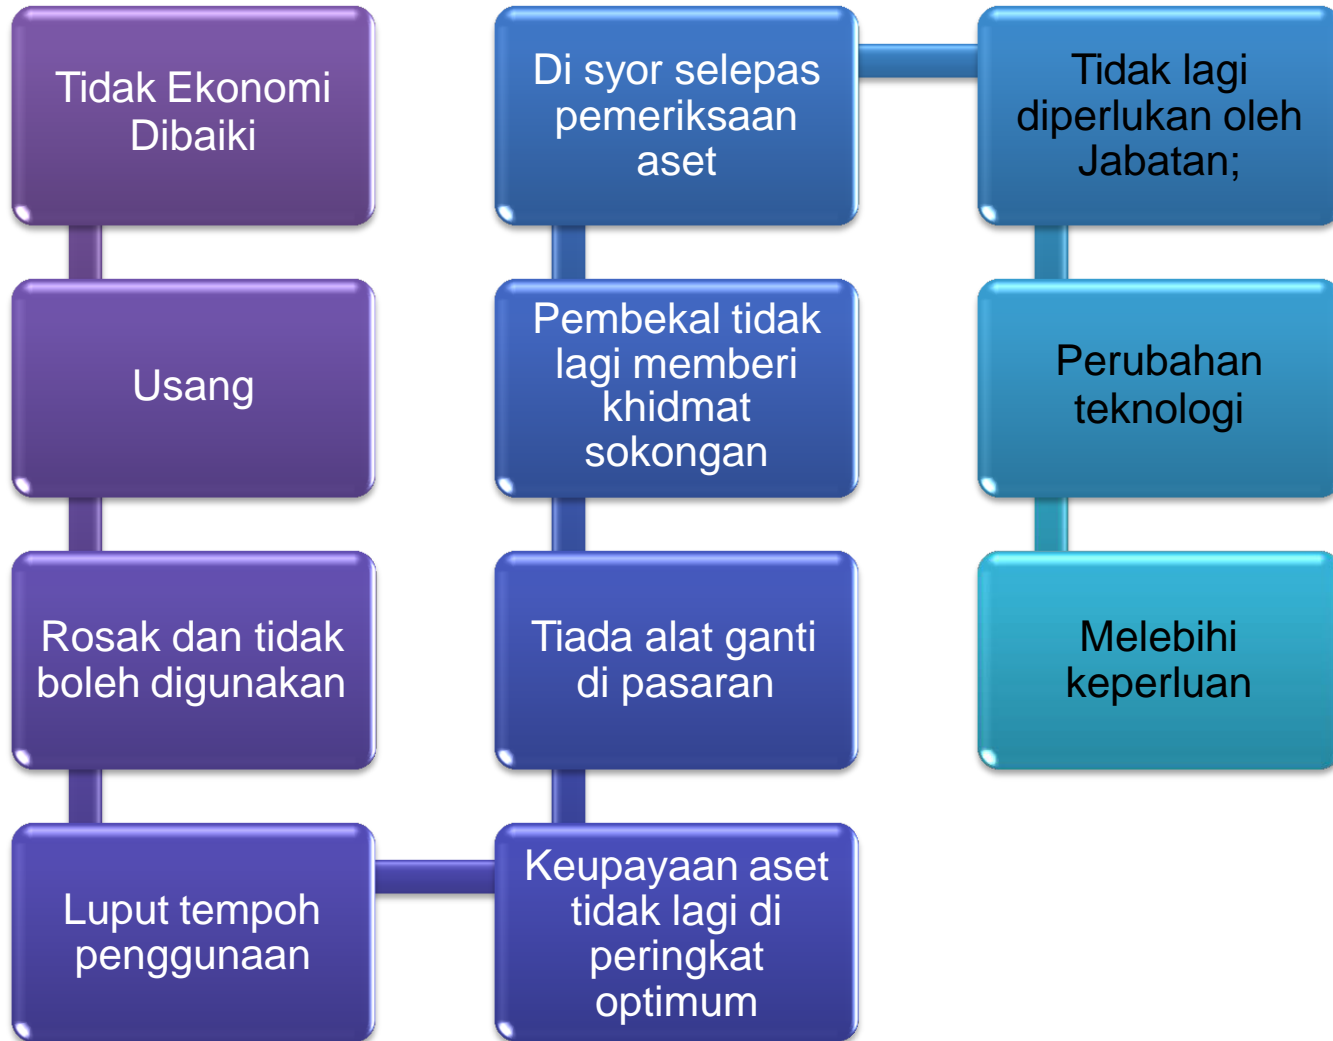 Tidak Ekonomi
Dibaiki
Usang
Rosak dan tidak
boleh digunakan
Luput tempoh
penggunaan
Keupayaan aset
tidak lagi di
peringkat
optimum
Tiada alat ganti
di pasaran
Pembekal tidak
lagi memberi
khidmat
sokongan
Di syor selepas
pemeriksaan
aset
Tidak lagi
diperlukan oleh
Jabatan;
Perubahan
teknologi
Melebihi
keperluan